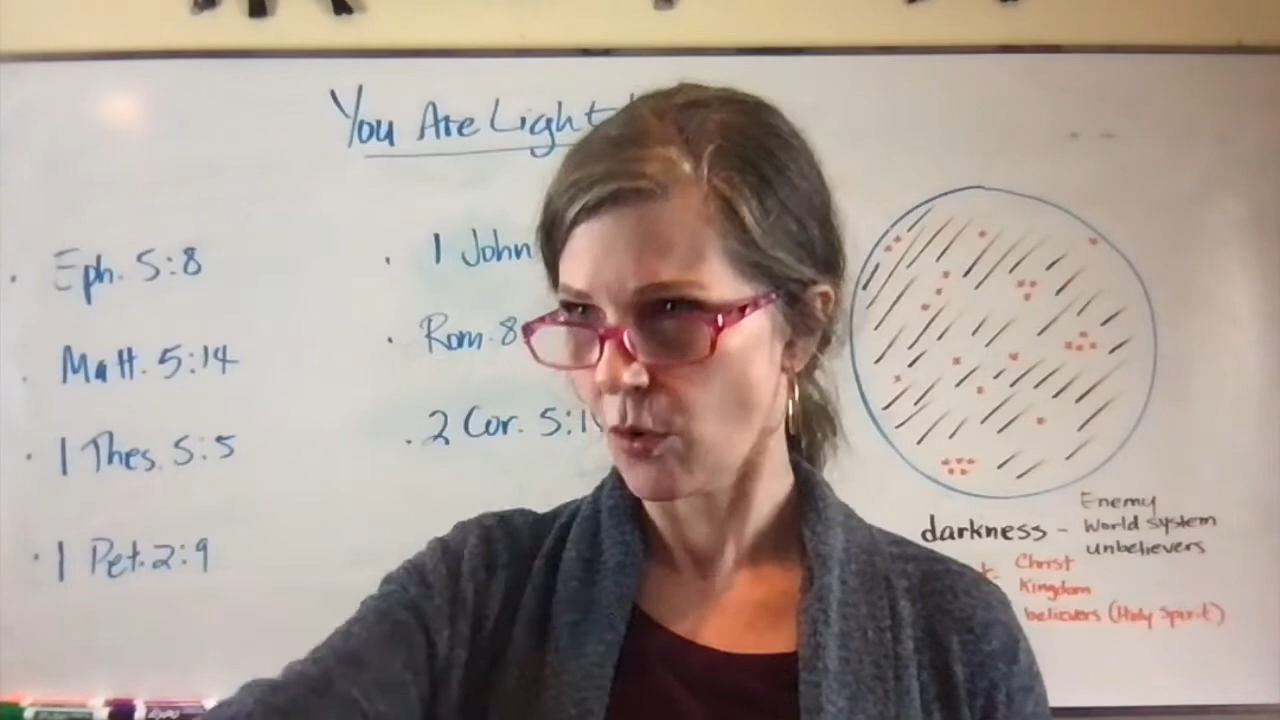 You Are Light
Eph. 5:8
Matt. 5:14
1 Thes. 5:5
1 Pet. 2:9
1 John
Rom. 8
2 Cor. 5:1
Enemy
darkness - World system
unbelievers
Christ
Kingdom
believers (Holy Spirit)
EXPO